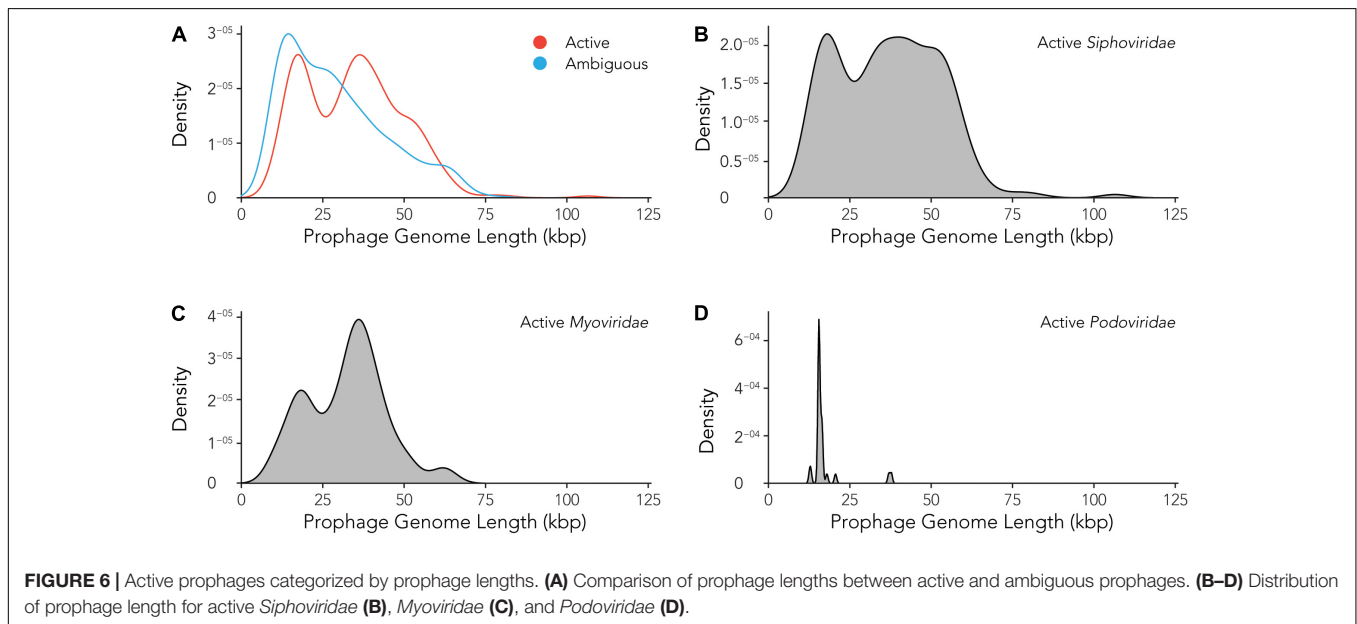 A
3⁻⁰⁵
2⁻⁰⁵
1⁻⁰⁵
0
Density
Active
Ambiguous
0 25 50 75 100 125
Prophage Genome Length (kbp)
B
2.0⁻⁰⁵
1.5⁻⁰⁵
1.0⁻⁰⁵
0.5⁻⁰⁵
0
Density
Active Siphoviridae
0 25 50 75 100 125
Prophage Genome Length (kbp)
C
4⁻⁰⁵
3⁻⁰⁵
2⁻⁰⁵
1⁻⁰⁵
0
Density
Active Myoviridae
0 25 50 75 100 125
Prophage Genome Length (kbp)
D
6⁻⁰⁴
4⁻⁰⁴
2⁻⁰⁴
0
Density
Active Podoviridae
0 25 50 75 100 125
Prophage Genome Length (kbp)
FIGURE 6 | Active prophages categorized by prophage lengths. (A) Comparison of prophage lengths between active and ambiguous prophages. (B–D) Distribution
of prophage length for active Siphoviridae (B), Myoviridae (C), and Podoviridae (D).